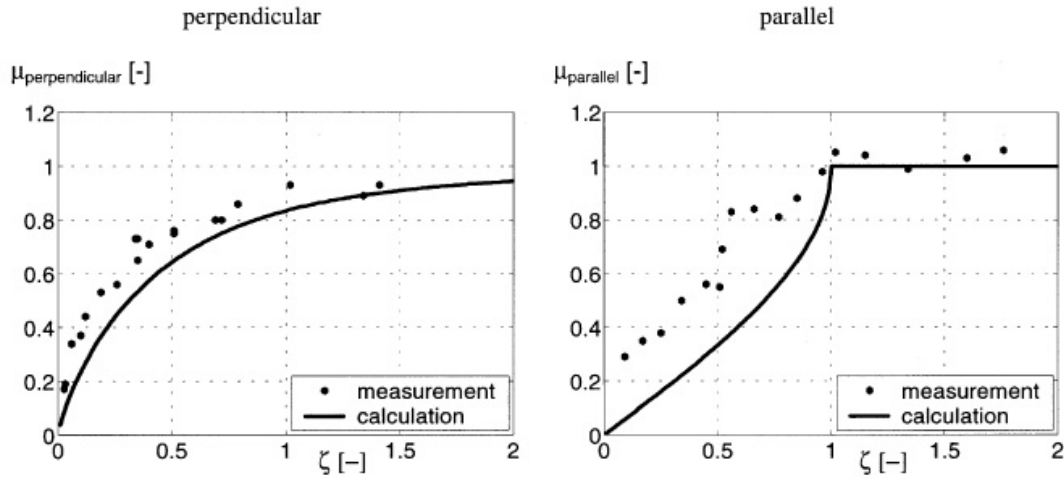 perpendicular
μperpendicular [-]
1.2
1
0.8
0.6
0.4
0.2
0
0
0.5
1
1.5
2
ζ [–]
measurement
calculation
parallel
μparallel [-]
1.2
1
0.8
0.6
0.4
0.2
0
0
0.5
1
1.5
2
ζ [–]
measurement
calculation